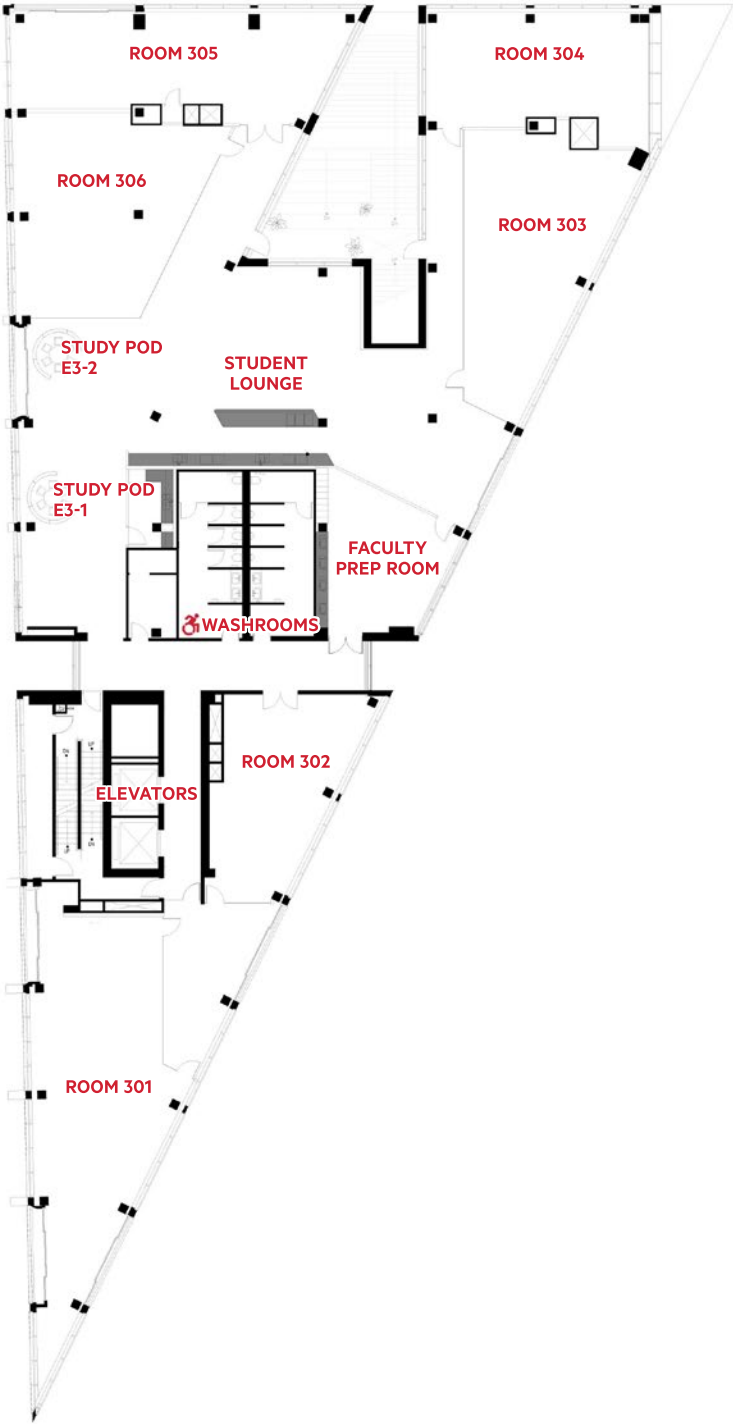 ROOM 305
ROOM 304
ROOM 306
ROOM 303
STUDY POD
E3-2
STUDENT
LOUNGE
STUDY POD
E3-1
FACULTY
PREP ROOM
WASHROOMS
ROOM 302
ELEVATORS
ROOM 301